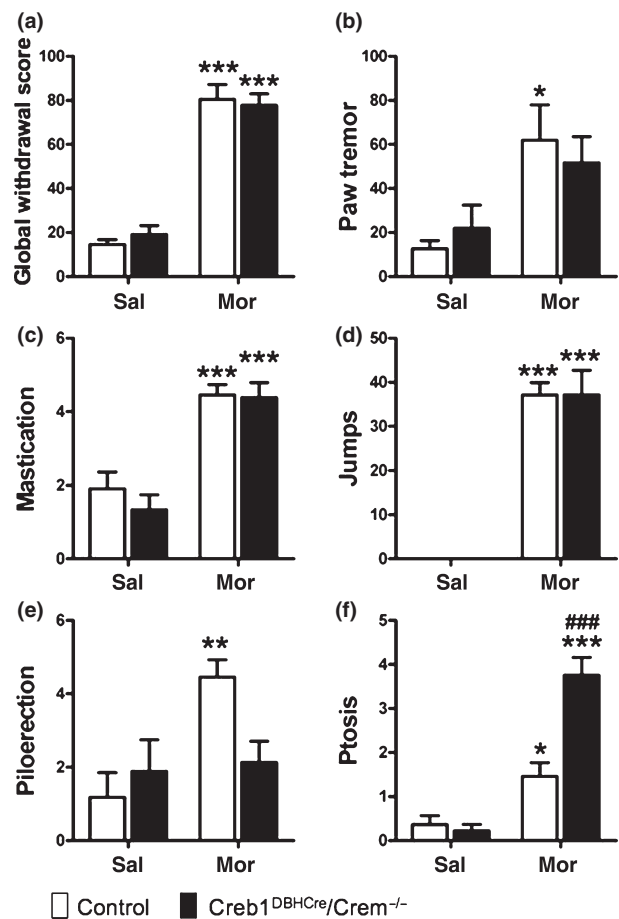 (a)
Global withdrawal score
100
80
60
40
20
0
***
***
Sal
Mor
(b)
Paw tremor
100
80
60
40
20
0
*
Sal
Mor
(c)
Mastication
6
4
2
0
***
***
Sal
Mor
(d)
Jumps
50
40
30
20
10
0
***
***
Sal
Mor
(e)
Piloerection
6
4
2
0
**
Sal
Mor
(f)
Ptosis
5
4
3
2
1
0
*
###
***
Sal
Mor
Control
Creb1^DBHCre/Crem^−/−